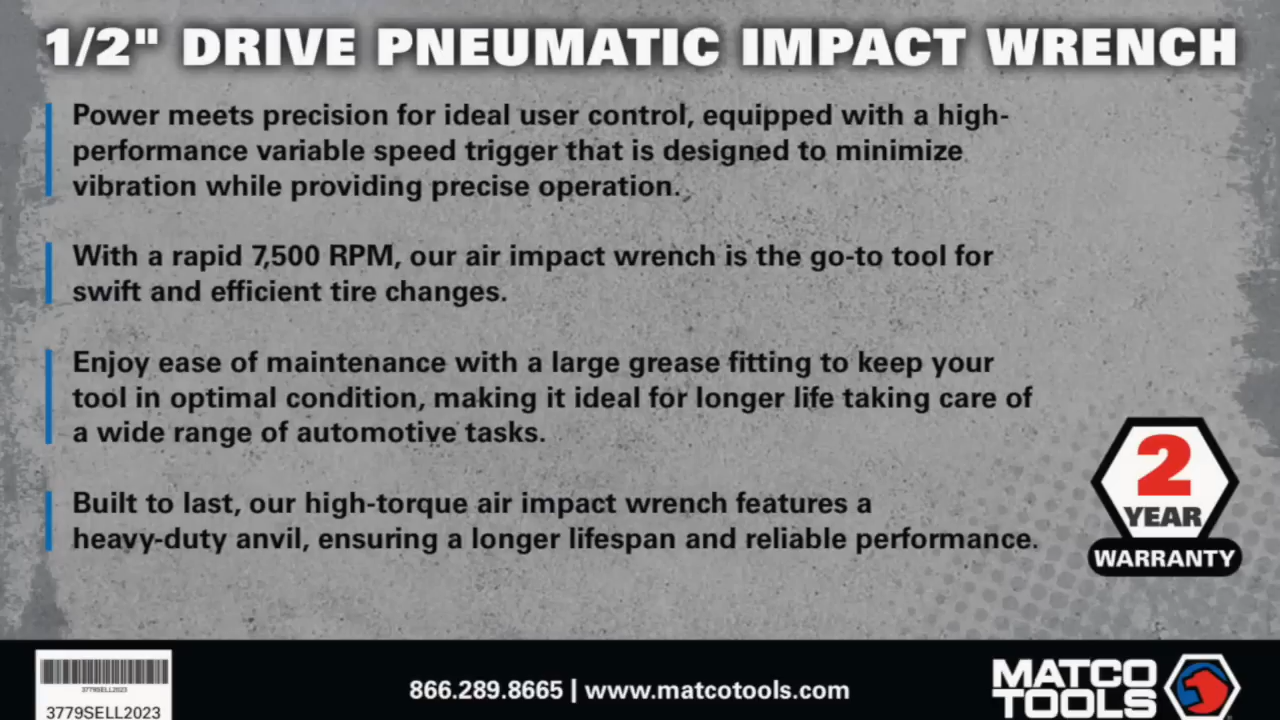 1/2" DRIVE PNEUMATIC IMPACT WRENCH
Power meets precision for ideal user control, equipped with a high-
performance variable speed trigger that is designed to minimize
vibration while providing precise operation.
With a rapid 7,500 RPM, our air impact wrench is the go-to tool for
swift and efficient tire changes.
Enjoy ease of maintenance with a large grease fitting to keep your
tool in optimal condition, making it ideal for longer life taking care of
a wide range of automotive tasks.
Built to last, our high-torque air impact wrench features a
heavy-duty anvil, ensuring a longer lifespan and reliable performance.
2
YEAR
WARRANTY
3779SELL2023
3779SELL2023
866.289.8665 | www.matcotools.com
MATCO
TOOLS